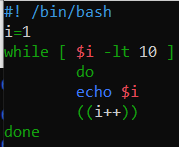 #! /bin/bash
i=1
while [ $i -lt 10 ]
do
echo $i
((i++))
done